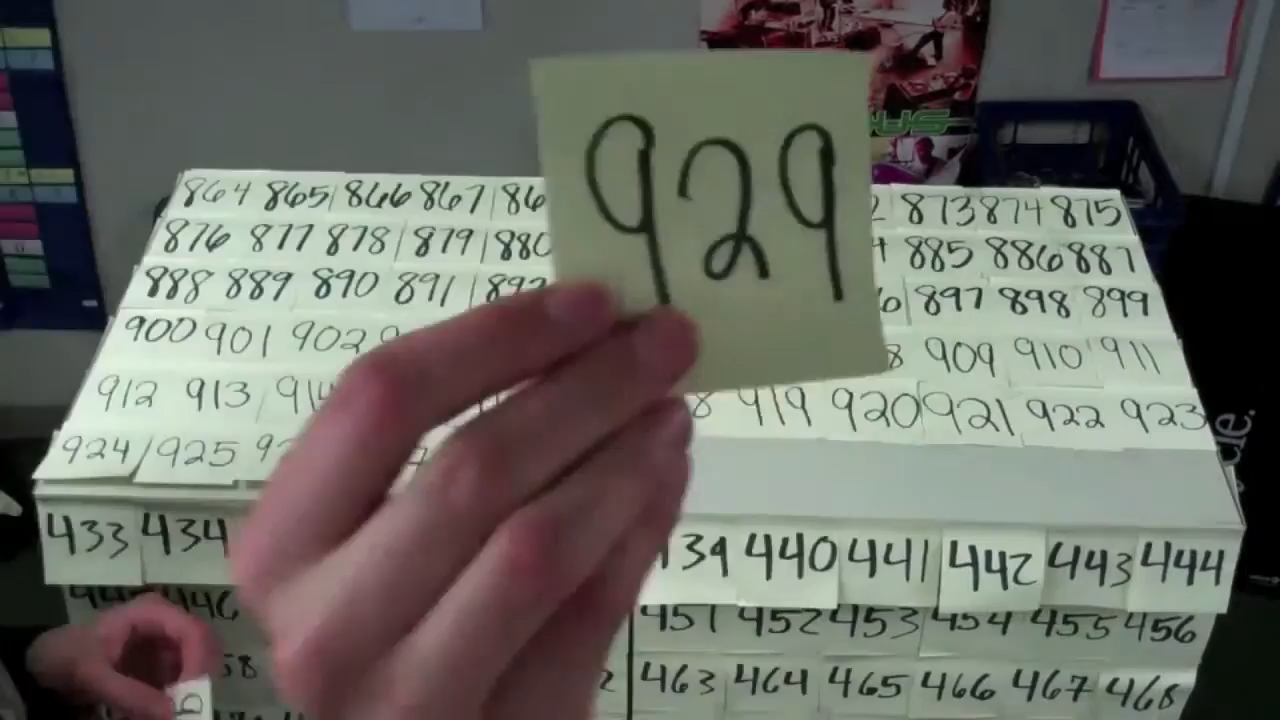 929
864 865 866 867 873 874 875
876 877 878 879 880 885 886 887
888 889 890 891 897 898 899
900 901 902 909 910 911
912 913 919 920 921 922 923
924 925
433 434 440 441 442 443 444
451 452 453 454 455 456
463 464 465 466 467 468